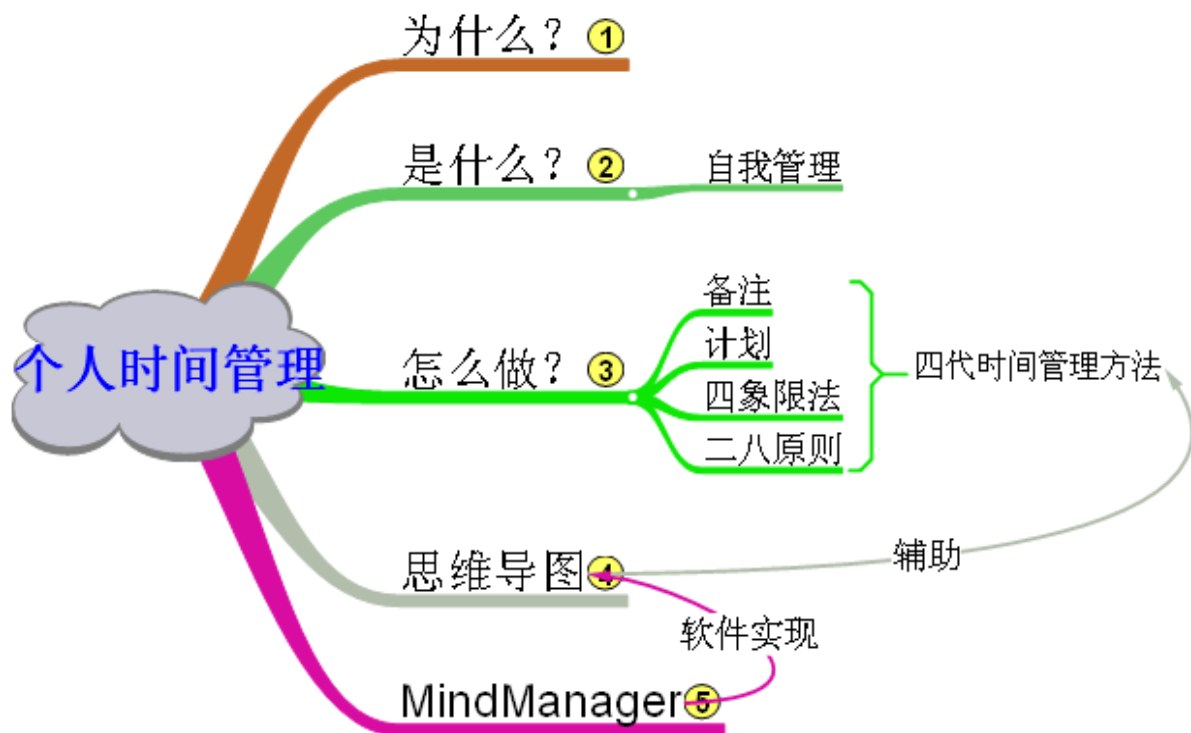 为什么？ 1
是什么？ 2
自我管理
个人时间管理
怎么做？ 3
备注
计划
四象限法
二八原则
四代时间管理方法
思维导图 4
辅助
软件实现
MindManager 5